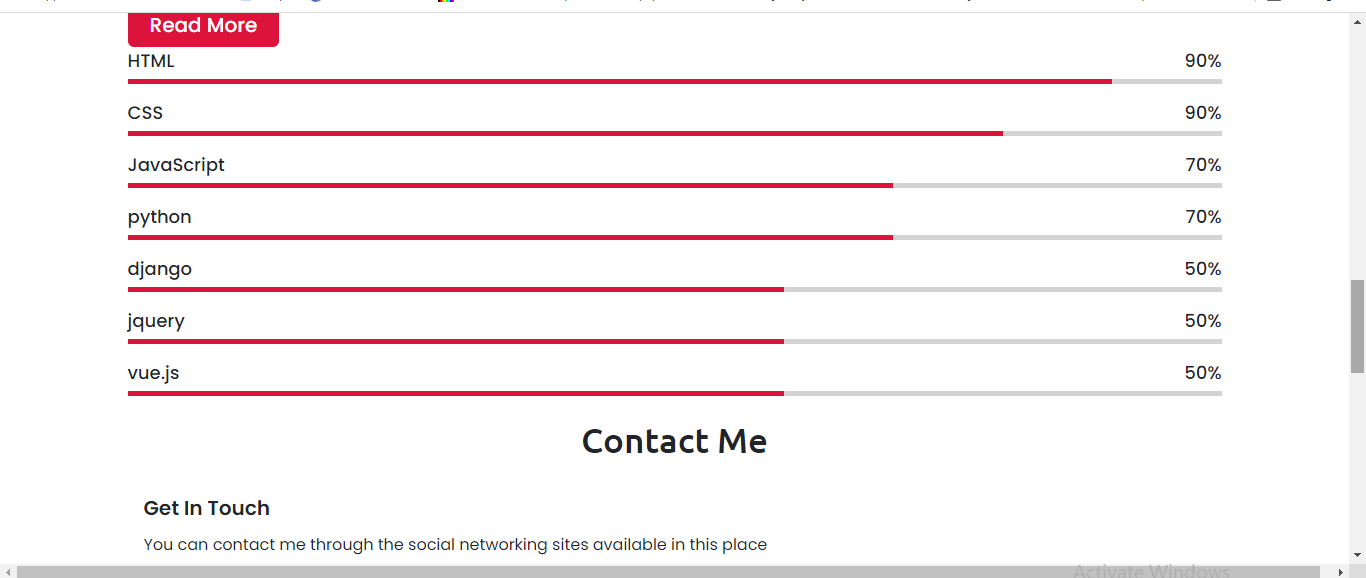 Read More
HTML 90%
CSS 90%
JavaScript 70%
python 70%
django 50%
jquery 50%
vue.js 50%
Contact Me
Get In Touch
You can contact me through the social networking sites available in this place
Activate Windows